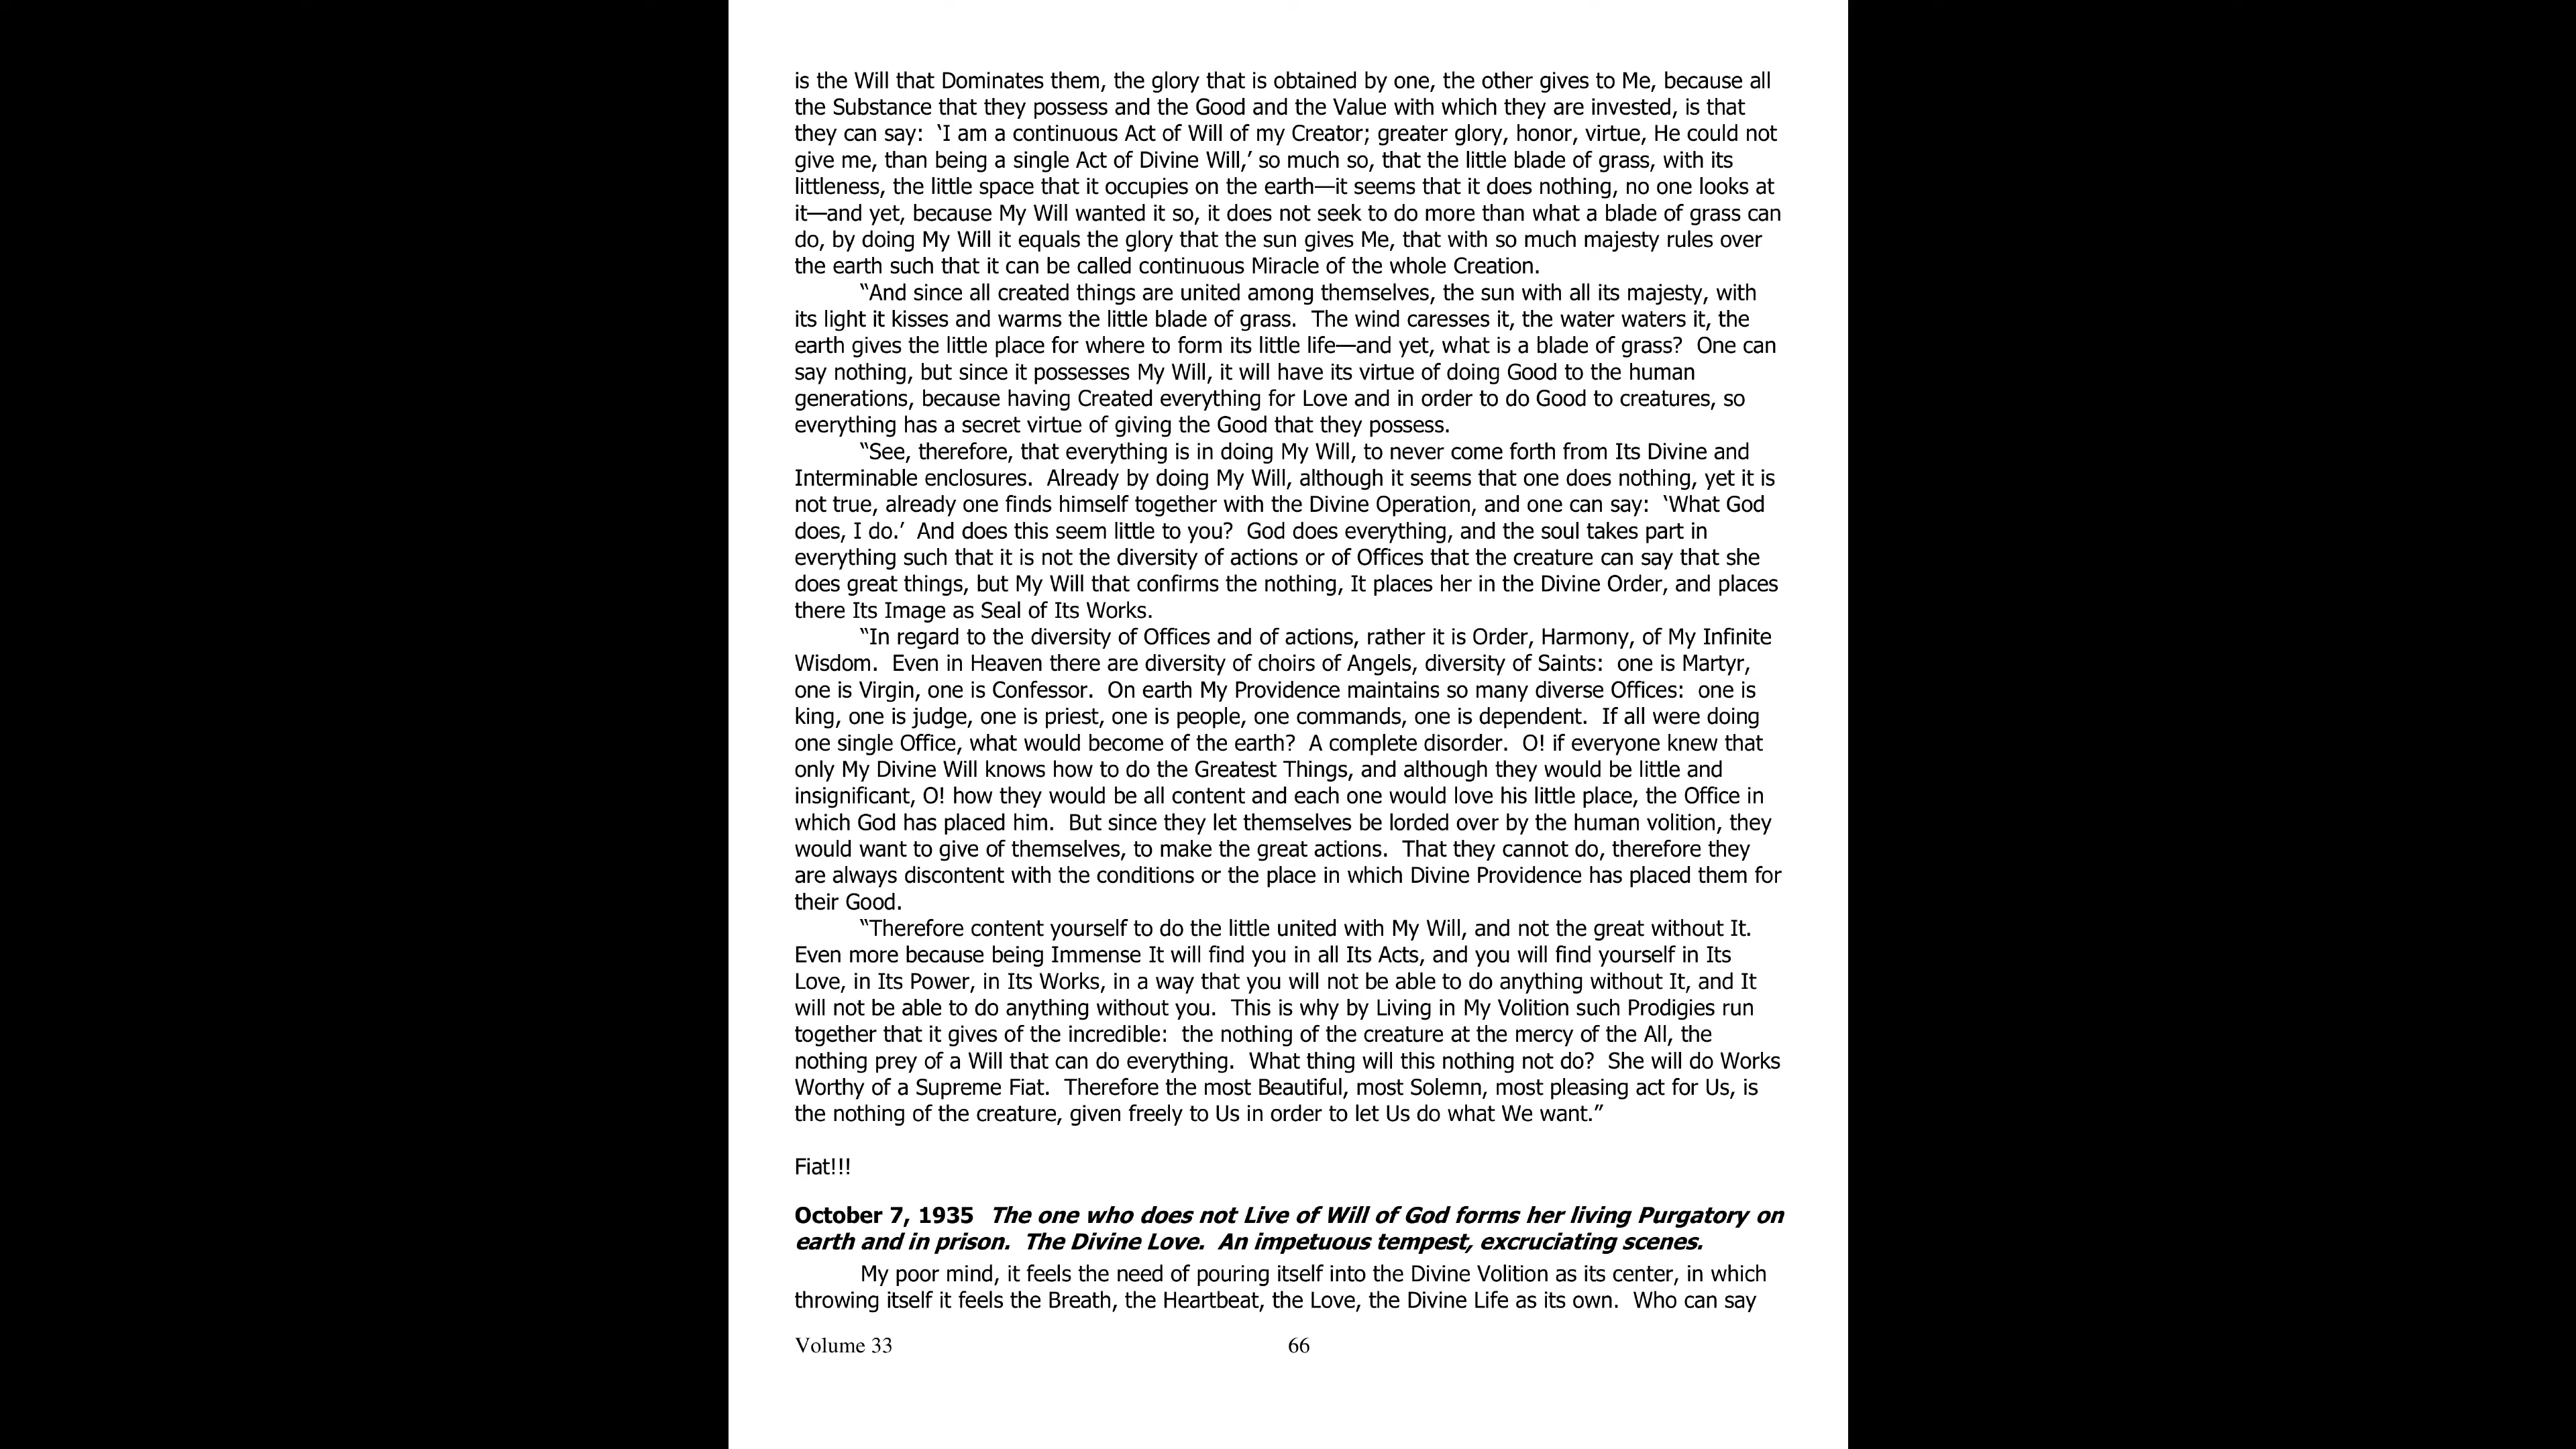 is the Will that Dominates them, the glory that is obtained by one, the other gives to Me, because all
the Substance that they possess and the Good and the Value with which they are invested, is that
they can say:  ‘I am a continuous Act of Will of my Creator; greater glory, honor, virtue, He could not
give me, than being a single Act of Divine Will,’ so much so, that the little blade of grass, with its
littleness, the little space that it occupies on the earth—it seems that it does nothing, no one looks at
it—and yet, because My Will wanted it so, it does not seek to do more than what a blade of grass can
do, by doing My Will it equals the glory that the sun gives Me, that with so much majesty rules over
the earth such that it can be called continuous Miracle of the whole Creation.
“And since all created things are united among themselves, the sun with all its majesty, with
its light it kisses and warms the little blade of grass.  The wind caresses it, the water waters it, the
earth gives the little place for where to form its little life—and yet, what is a blade of grass?  One can
say nothing, but since it possesses My Will, it will have its virtue of doing Good to the human
generations, because having Created everything for Love and in order to do Good to creatures, so
everything has a secret virtue of giving the Good that they possess.
“See, therefore, that everything is in doing My Will, to never come forth from Its Divine and
Interminable enclosures.  Already by doing My Will, although it seems that one does nothing, yet it is
not true, already one finds himself together with the Divine Operation, and one can say:  ‘What God
does, I do.’  And does this seem little to you?  God does everything, and the soul takes part in
everything such that it is not the diversity of actions or of Offices that the creature can say that she
does great things, but My Will that confirms the nothing, It places her in the Divine Order, and places
there Its Image as Seal of Its Works.
“In regard to the diversity of Offices and of actions, rather it is Order, Harmony, of My Infinite
Wisdom.  Even in Heaven there are diversity of choirs of Angels, diversity of Saints:  one is Martyr,
one is Virgin, one is Confessor.  On earth My Providence maintains so many diverse Offices:  one is
king, one is judge, one is priest, one is people, one commands, one is dependent.  If all were doing
one single Office, what would become of the earth?  A complete disorder.  O! if everyone knew that
only My Divine Will knows how to do the Greatest Things, and although they would be little and
insignificant, O! how they would be all content and each one would love his little place, the Office in
which God has placed him.  But since they let themselves be lorded over by the human volition, they
would want to give of themselves, to make the great actions.  That they cannot do, therefore they
are always discontent with the conditions or the place in which Divine Providence has placed them for
their Good.
“Therefore content yourself to do the little united with My Will, and not the great without It.
Even more because being Immense It will find you in all Its Acts, and you will find yourself in Its
Love, in Its Power, in Its Works, in a way that you will not be able to do anything without It, and It
will not be able to do anything without you.  This is why by Living in My Volition such Prodigies run
together that it gives of the incredible:  the nothing of the creature at the mercy of the All, the
nothing prey of a Will that can do everything.  What thing will this nothing not do?  She will do Works
Worthy of a Supreme Fiat.  Therefore the most Beautiful, most Solemn, most pleasing act for Us, is
the nothing of the creature, given freely to Us in order to let Us do what We want.”
Fiat!!!
October 7, 1935  The one who does not Live of Will of God forms her living Purgatory on
earth and in prison.  The Divine Love.  An impetuous tempest, excruciating scenes.
My poor mind, it feels the need of pouring itself into the Divine Volition as its center, in which
throwing itself it feels the Breath, the Heartbeat, the Love, the Divine Life as its own.  Who can say
Volume 33 66